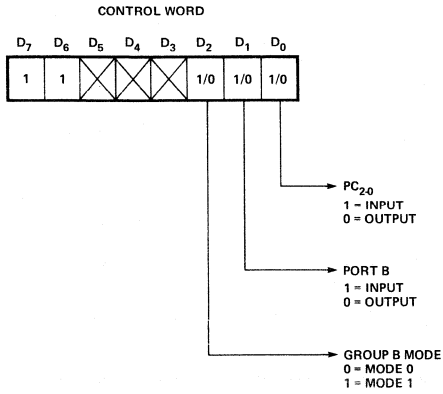 CONTROL WORD
D7 D6 D5 D4 D3 D2 D1 D0
1 1 1/0 1/0 1/0
PC2-0
1 = INPUT
0 = OUTPUT
PORT B
1 = INPUT
0 = OUTPUT
GROUP B MODE
0 = MODE 0
1 = MODE 1